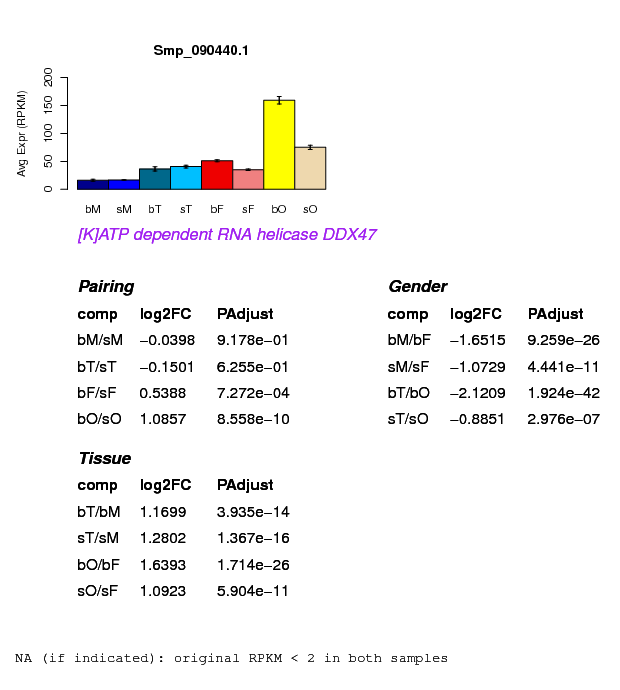 Smp_090440.1
Avg Expr (RPKM)
200
150
100
50
0
bM sM bT sT bF sF bO sO
[K]ATP dependent RNA helicase DDX47
Pairing
comp log2FC PAdjust
bM/sM −0.0398 9.178e−01
bT/sT −0.1501 6.255e−01
bF/sF 0.5388 7.272e−04
bO/sO 1.0857 8.558e−10
Gender
comp log2FC PAdjust
bM/bF −1.6515 9.259e−26
sM/sF −1.0729 4.441e−11
bT/bO −2.1209 1.924e−42
sT/sO −0.8851 2.976e−07
Tissue
comp log2FC PAdjust
bT/bM 1.1699 3.935e−14
sT/sM 1.2802 1.367e−16
bO/bF 1.6393 1.714e−26
sO/sF 1.0923 5.904e−11
NA (if indicated): original RPKM < 2 in both samples